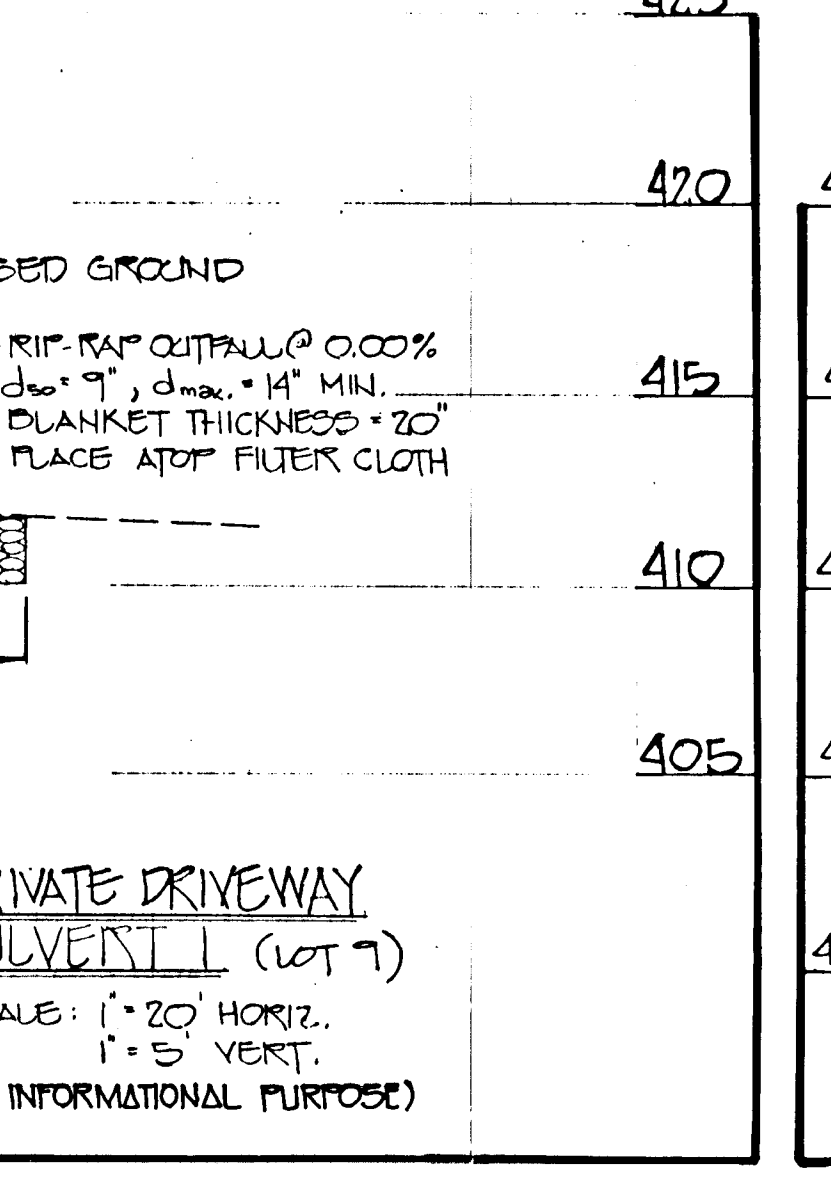 420
SED GROUND
RIP-RAP OUTFALL @ 0.00%
d50 = 9", dmax. = 14" MIN.
415
BLANKET THICKNESS = 20"
PLACE ATOP FILTER CLOTH
410
405
RIVATE DRIVEWAY
LVERT 1 (LOT 9)
ALE: 1" = 20' HORIZ.
1" = 5' VERT.
INFORMATIONAL PURPOSE)